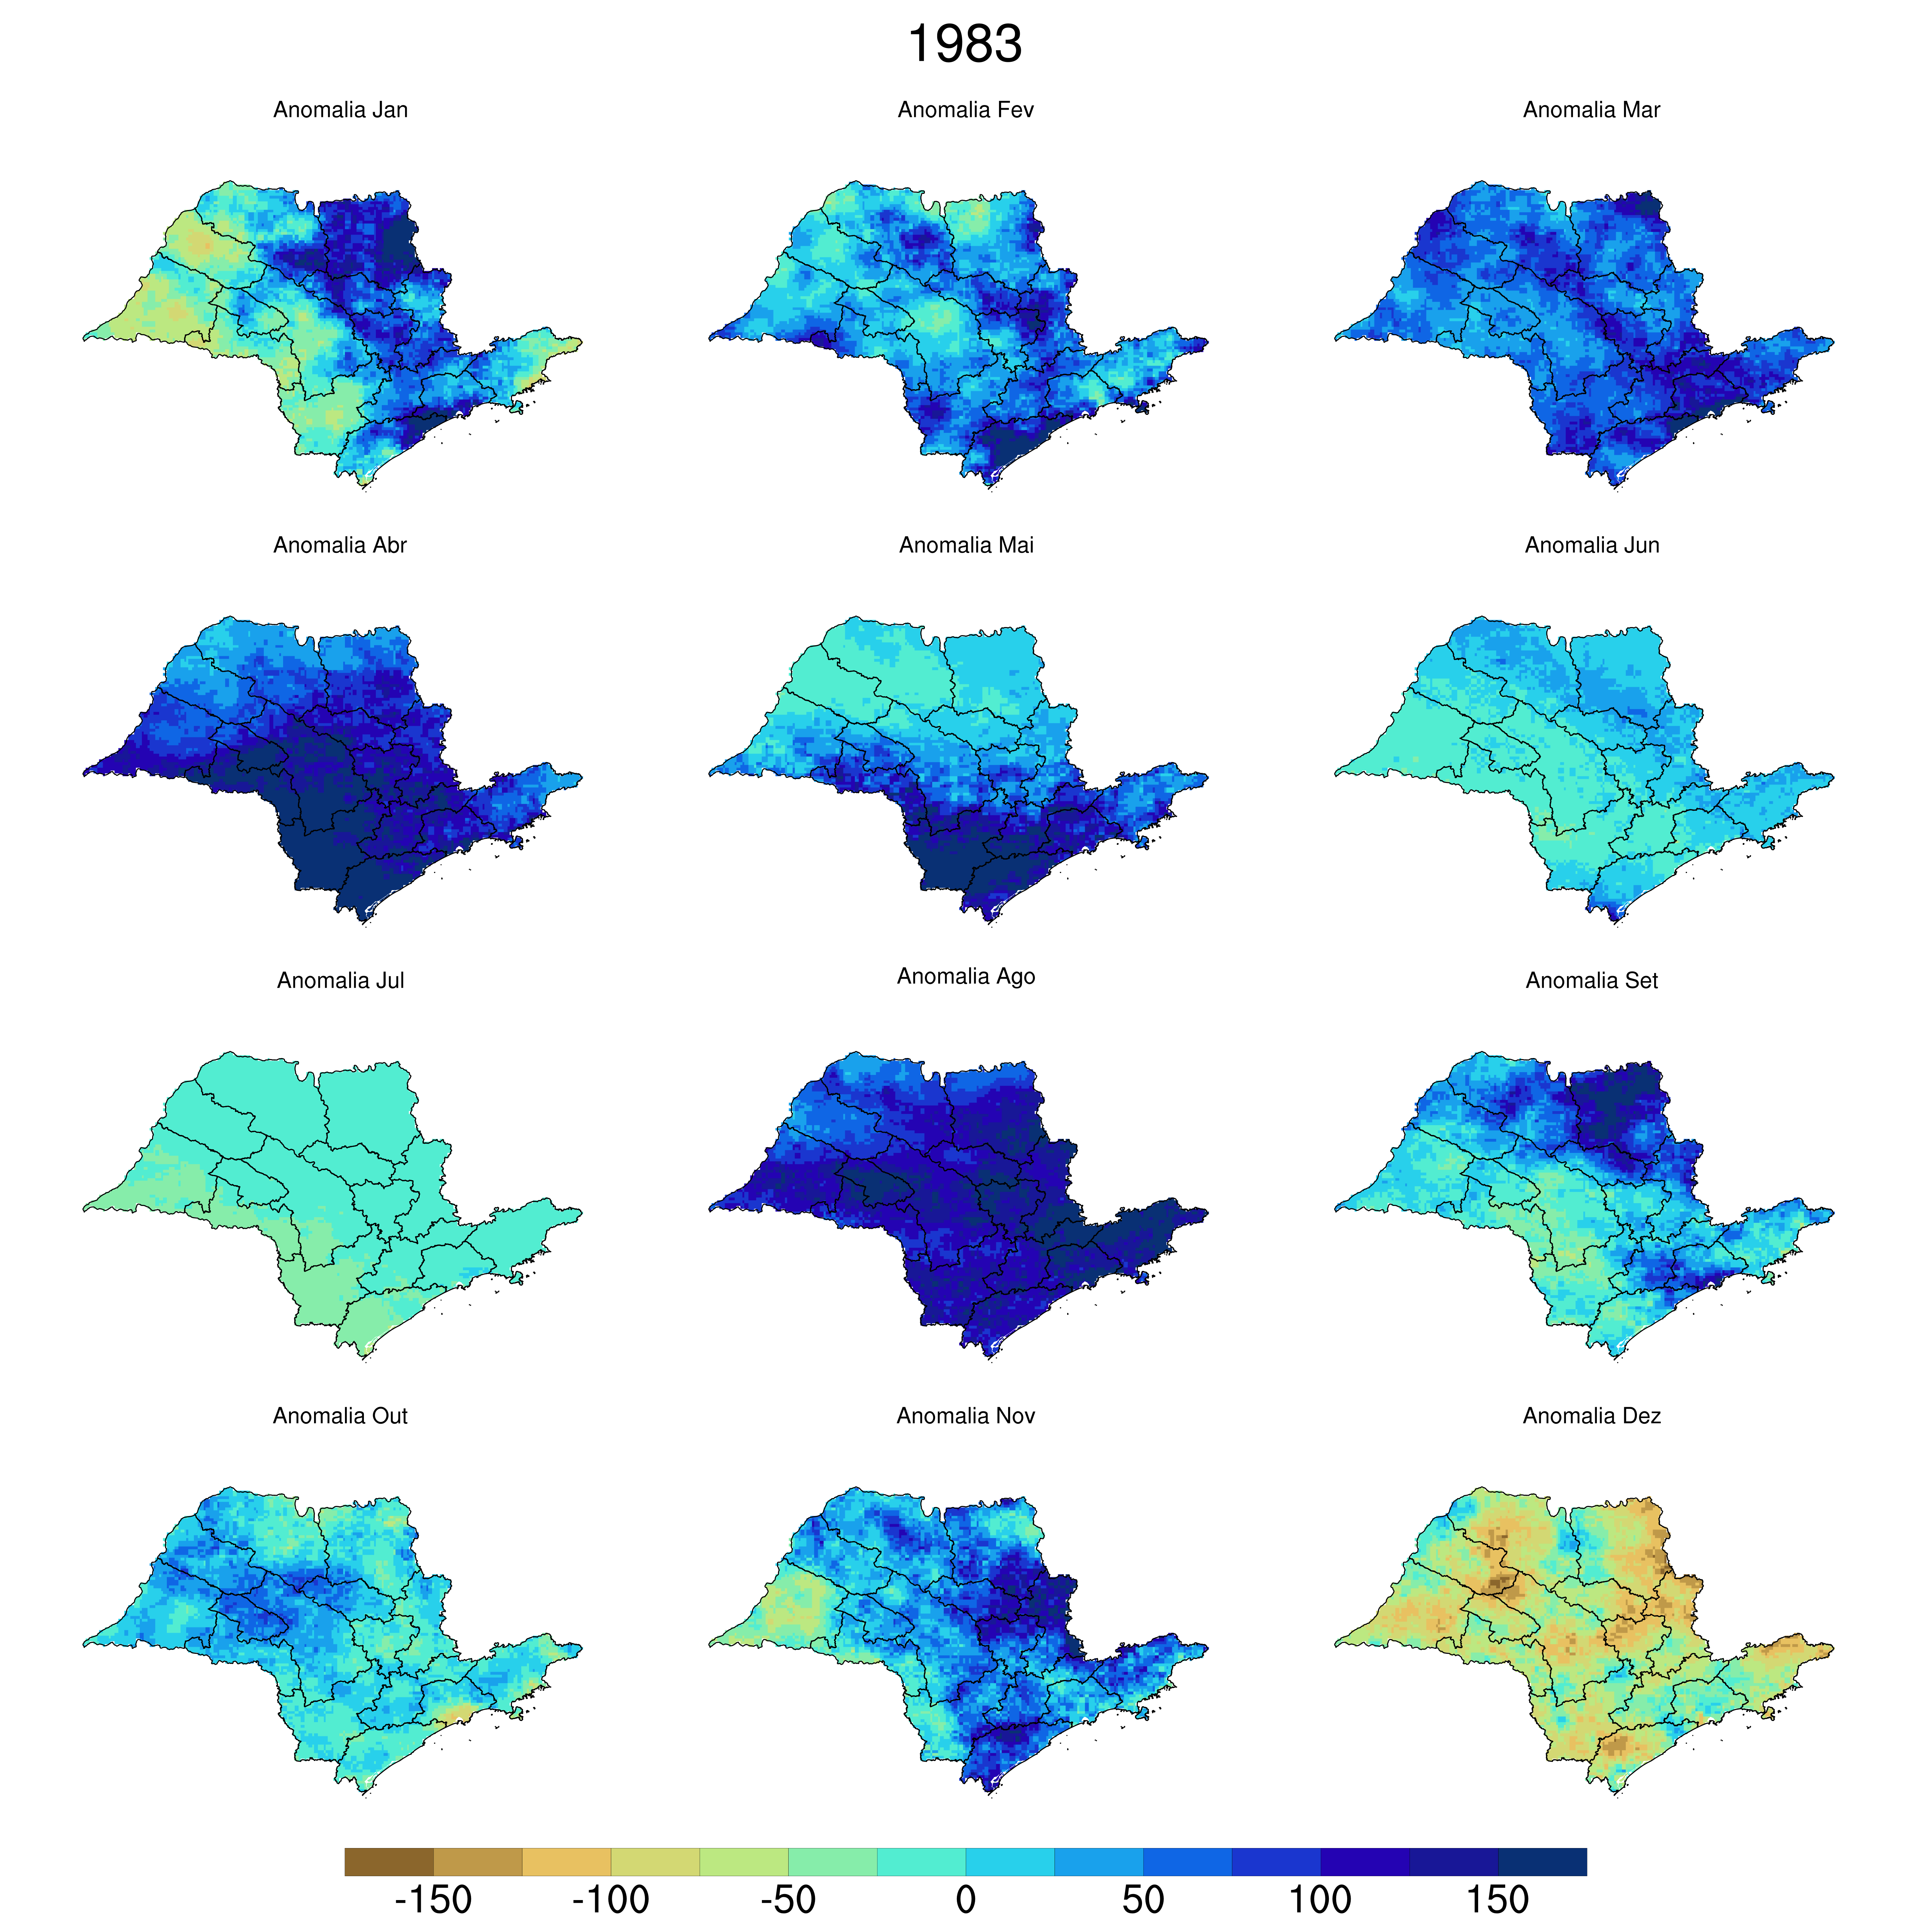 1983
Anomalia Jan
Anomalia Fev
Anomalia Mar
Anomalia Abr
Anomalia Mai
Anomalia Jun
Anomalia Jul
Anomalia Ago
Anomalia Set
Anomalia Out
Anomalia Nov
Anomalia Dez
-150 -100 -50 0 50 100 150